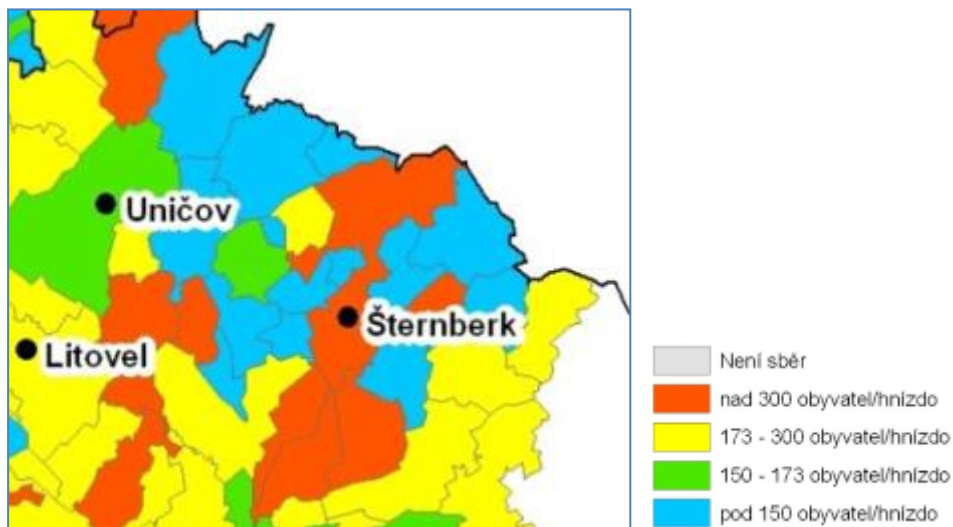 Uničov
Šternberk
Litovel
Není sběr
nad 300 obyvatel/hnízdo
173 - 300 obyvatel/hnízdo
150 - 173 obyvatel/hnízdo
pod 150 obyvatel/hnízdo